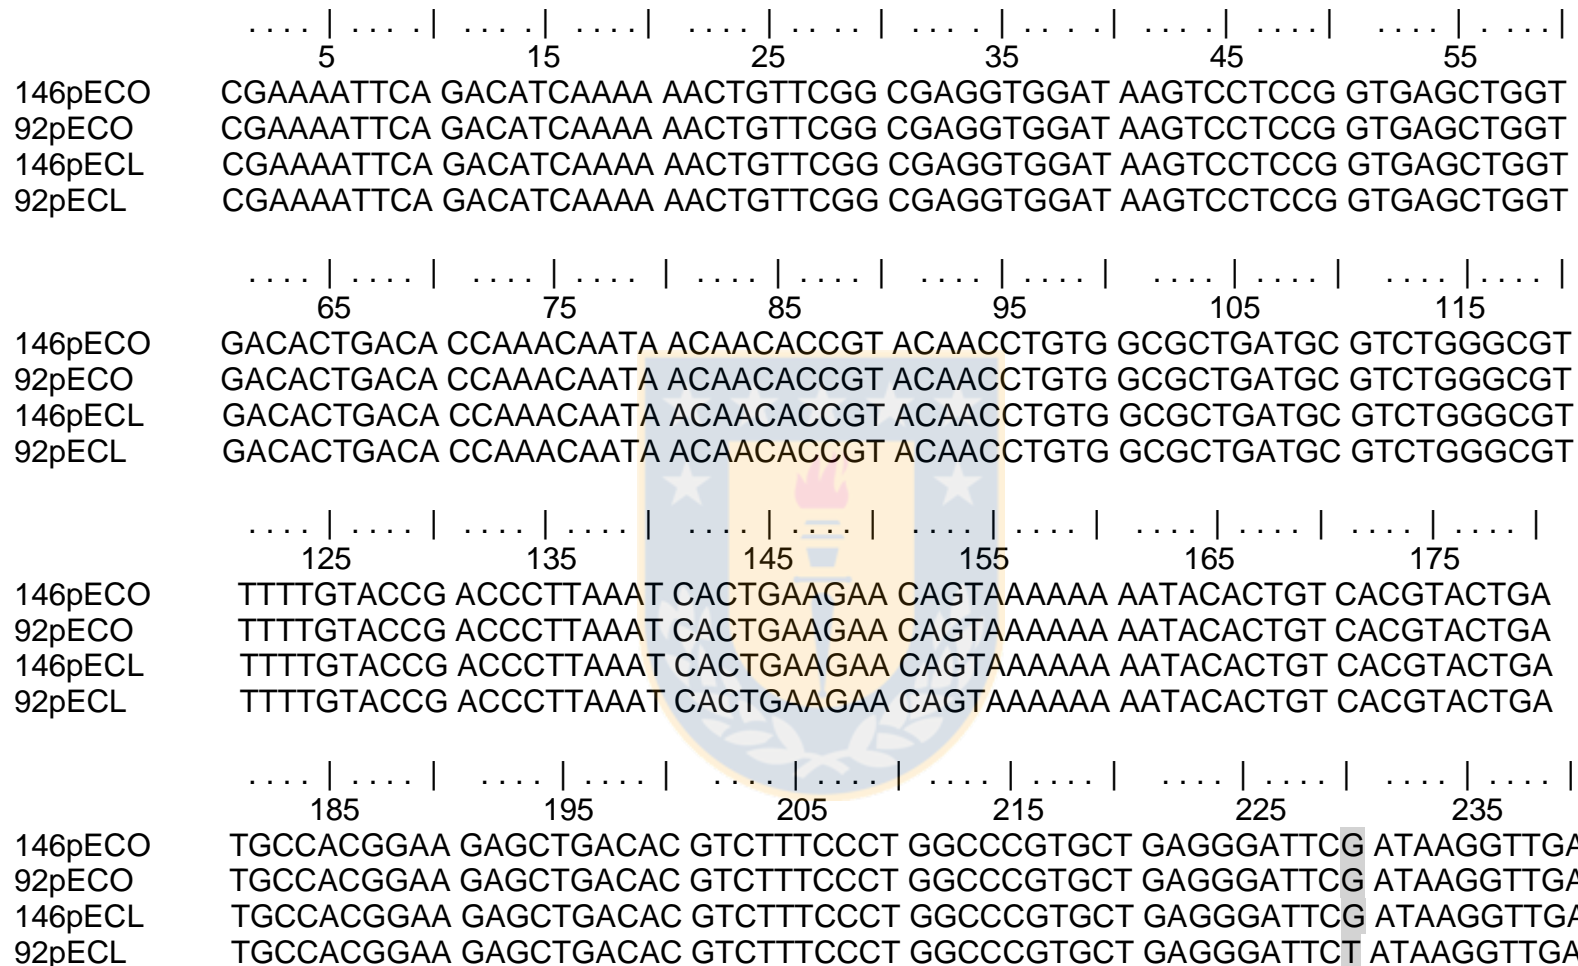 . . . . | . . . . | . . . . | . . . . | . . . . | . . . . | . . . . | . . . . | . . . . | . . . . | . . . . | . . . . |
5 15 25 35 45 55
146pECO CGAAAATTCA GACATCAAAA AACTGTTCGG CGAGGTGGAT AAGTCCTCCG GTGAGCTGGT
92pECO CGAAAATTCA GACATCAAAA AACTGTTCGG CGAGGTGGAT AAGTCCTCCG GTGAGCTGGT
146pECL CGAAAATTCA GACATCAAAA AACTGTTCGG CGAGGTGGAT AAGTCCTCCG GTGAGCTGGT
92pECL CGAAAATTCA GACATCAAAA AACTGTTCGG CGAGGTGGAT AAGTCCTCCG GTGAGCTGGT
. . . . | . . . . | . . . . | . . . . | . . . . | . . . . | . . . . | . . . . | . . . . | . . . . | . . . . | . . . . |
65 75 85 95 105 115
146pECO GACACTGACA CCAAACAATA ACAACACCGT ACAACCTGTG GCGCTGATGC GTCTGGGCGT
92pECO GACACTGACA CCAAACAATA ACAACACCGT ACAACCTGTG GCGCTGATGC GTCTGGGCGT
146pECL GACACTGACA CCAAACAATA ACAACACCGT ACAACCTGTG GCGCTGATGC GTCTGGGCGT
92pECL GACACTGACA CCAAACAATA ACAACACCGT ACAACCTGTG GCGCTGATGC GTCTGGGCGT
. . . . | . . . . | . . . . | . . . . | . . . . | . . . . | . . . . | . . . . | . . . . | . . . . | . . . . | . . . . |
125 135 145 155 165 175
146pECO TTTTGTACCG ACCCTTAAAT CACTGAAGAA CAGTAAAAAA AATACACTGT CACGTACTGA
92pECO TTTTGTACCG ACCCTTAAAT CACTGAAGAA CAGTAAAAAA AATACACTGT CACGTACTGA
146pECL TTTTGTACCG ACCCTTAAAT CACTGAAGAA CAGTAAAAAA AATACACTGT CACGTACTGA
92pECL TTTTGTACCG ACCCTTAAAT CACTGAAGAA CAGTAAAAAA AATACACTGT CACGTACTGA
. . . . | . . . . | . . . . | . . . . | . . . . | . . . . | . . . . | . . . . | . . . . | . . . . | . . . . | . . . . |
185 195 205 215 225 235
146pECO TGCCACGGAA GAGCTGACAC GTCTTTCCCT GGCCCGTGCT GAGGGATTCG ATAAGGTTGA
92pECO TGCCACGGAA GAGCTGACAC GTCTTTCCCT GGCCCGTGCT GAGGGATTCG ATAAGGTTGA
146pECL TGCCACGGAA GAGCTGACAC GTCTTTCCCT GGCCCGTGCT GAGGGATTCG ATAAGGTTGA
92pECL TGCCACGGAA GAGCTGACAC GTCTTTCCCT GGCCCGTGCT GAGGGATTCT ATAAGGTTGA